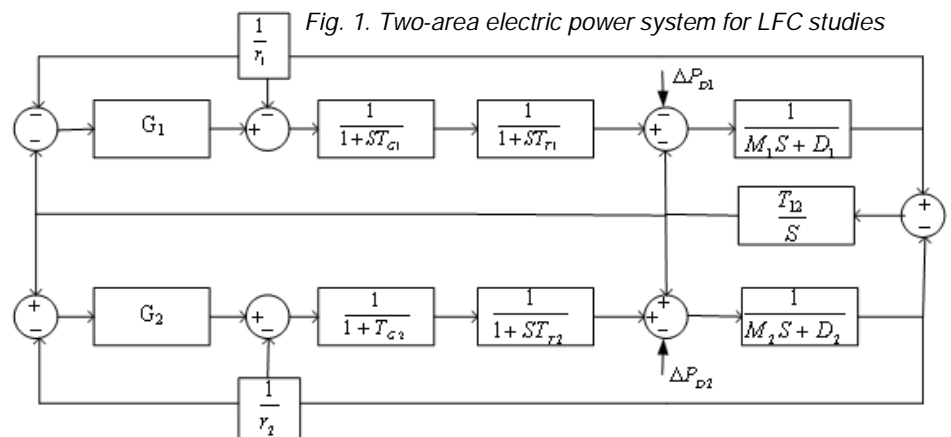 Fig. 1. Two-area electric power system for LFC studies
1
r₁
ΔP_D1
− −
G₁
+ −
1
1+ST_G1
1
1+ST_T1
− + −
1
M₁S + D₁
T₁₂
S
+ −
+ −
G₂
+ −
1
1+T_G2
1
1+ST_T2
+ + −
1
M₂S + D₂
ΔP_D2
1
r₂